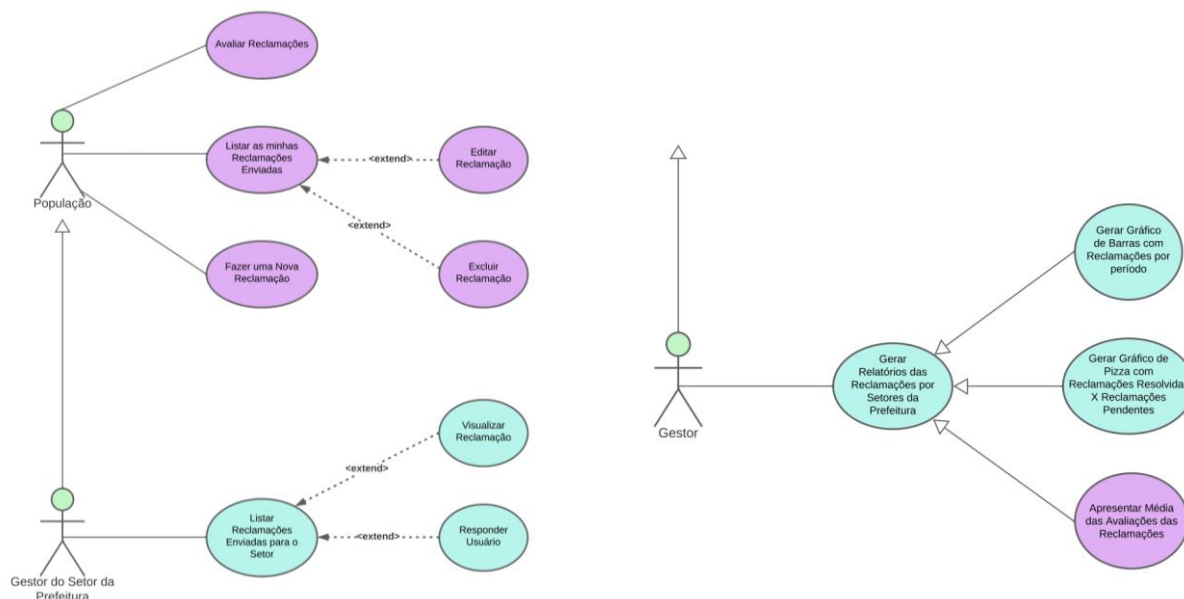 Avaliar Reclamações
População
Listar as minhas
Reclamações
Enviadas
<extend>
Editar
Reclamação
<extend>
Fazer uma Nova
Reclamação
Excluir
Reclamação
Visualizar
Reclamação
<extend>
Gestor do Setor da
Prefeitura
Listar
Reclamações
Enviadas para o
Setor
<extend>
Responder
Usuário
Gerar Gráfico
de Barras com
Reclamações por
período
Gestor
Gerar
Relatórios das
Reclamações por
Setores da
Prefeitura
Gerar Gráfico de
Pizza com
Reclamações Resolvida
X Reclamações
Pendentes
Apresentar Média
das Avaliações das
Reclamações